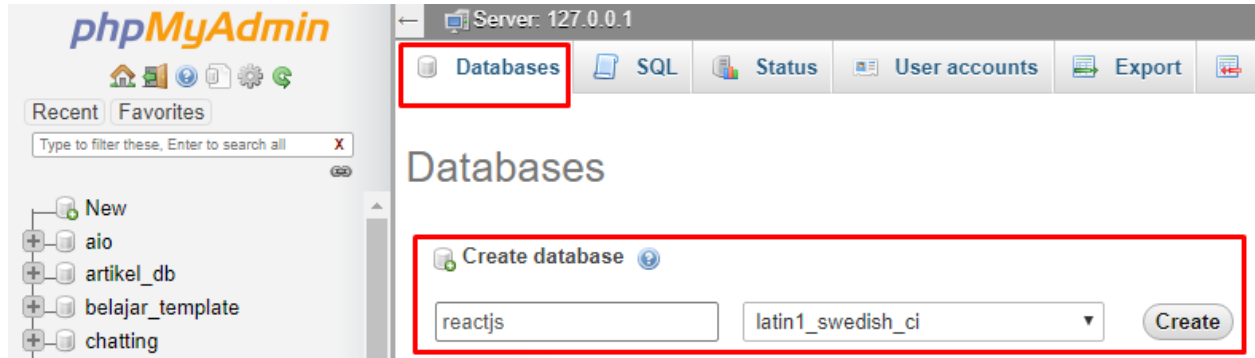 phpMyAdmin
Recent Favorites
Type to filter these, Enter to search all X
New
aio
artikel_db
belajar_template
chatting
Server: 127.0.0.1
Databases SQL Status User accounts Export
Databases
Create database
reactjs latin1_swedish_ci Create